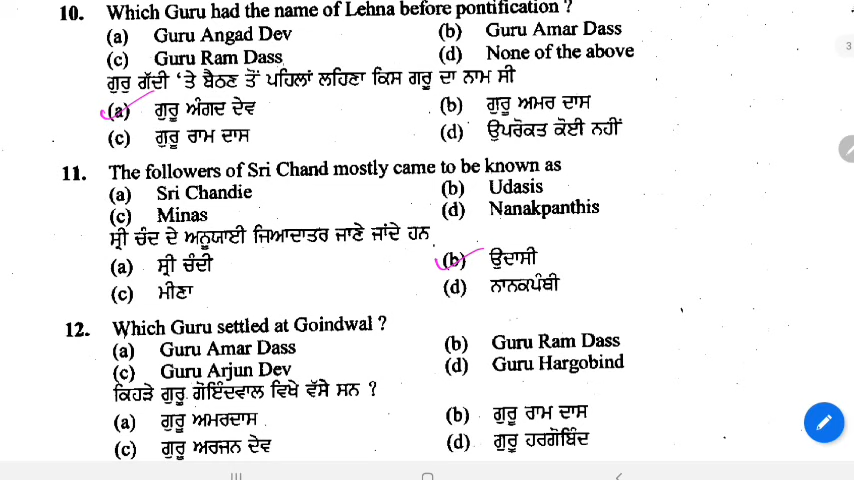 10. Which Guru had the name of Lehna before pontification ?
(a) Guru Angad Dev (b) Guru Amar Dass
(c) Guru Ram Dass (d) None of the above
ਗੁਰੂ ਗੱਦੀ 'ਤੇ ਬੈਠਣ ਤੋਂ ਪਹਿਲਾਂ ਲਹਿਣਾ ਕਿਸ ਗਰੂ ਦਾ ਨਾਮ ਸੀ
(a) ਗੁਰੂ ਅੰਗਦ ਦੇਵ (b) ਗੁਰੂ ਅਮਰ ਦਾਸ
(c) ਗੁਰੂ ਰਾਮ ਦਾਸ (d) ਉਪਰੋਕਤ ਕੋਈ ਨਹੀਂ
11. The followers of Sri Chand mostly came to be known as
(a) Sri Chandie (b) Udasis
(c) Minas (d) Nanakpanthis
ਸ੍ਰੀ ਚੰਦ ਦੇ ਅਨੂਯਾਈ ਜਿਆਦਾਤਰ ਜਾਣੇ ਜਾਂਦੇ ਹਨ
(a) ਸ੍ਰੀ ਚੰਦੀ (b) ਉਦਾਸੀ
(c) ਮੀਣਾ (d) ਨਾਨਕਪੰਥੀ
12. Which Guru settled at Goindwal ?
(a) Guru Amar Dass (b) Guru Ram Dass
(c) Guru Arjun Dev (d) Guru Hargobind
ਕਿਹੜੇ ਗੁਰੂ ਗੋਇੰਦਵਾਲ ਵਿਖੇ ਵੱਸੇ ਸਨ ?
(a) ਗੁਰੂ ਅਮਰਦਾਸ (b) ਗੁਰੂ ਰਾਮ ਦਾਸ
(c) ਗੁਰੂ ਅਰਜਨ ਦੇਵ (d) ਗੁਰੂ ਹਰਗੋਬਿੰਦ
3